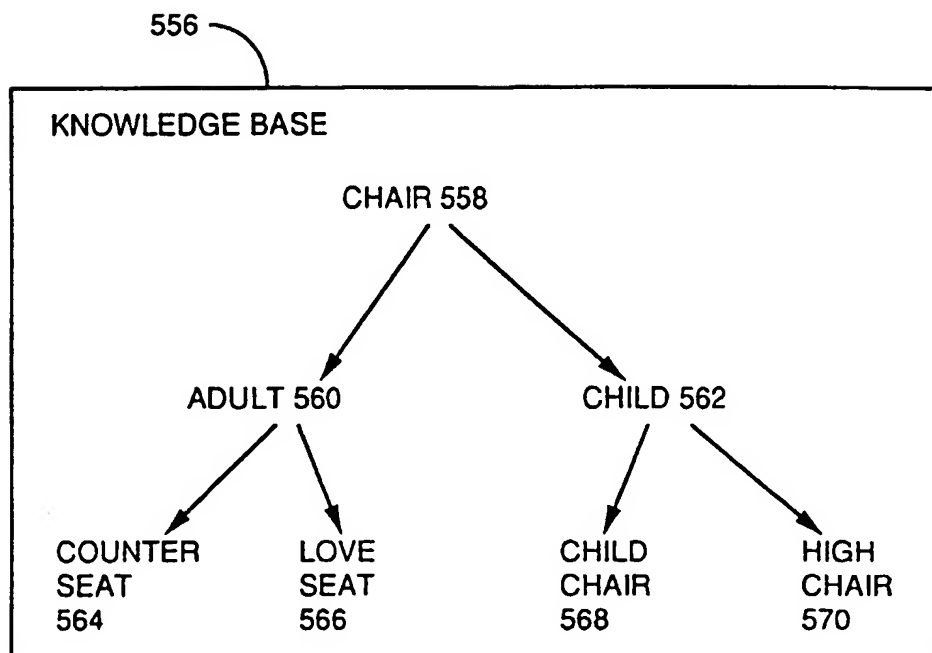 556
KNOWLEDGE BASE
CHAIR 558
ADULT 560
CHILD 562
COUNTER
SEAT
564
LOVE
SEAT
566
CHILD
CHAIR
568
HIGH
CHAIR
570